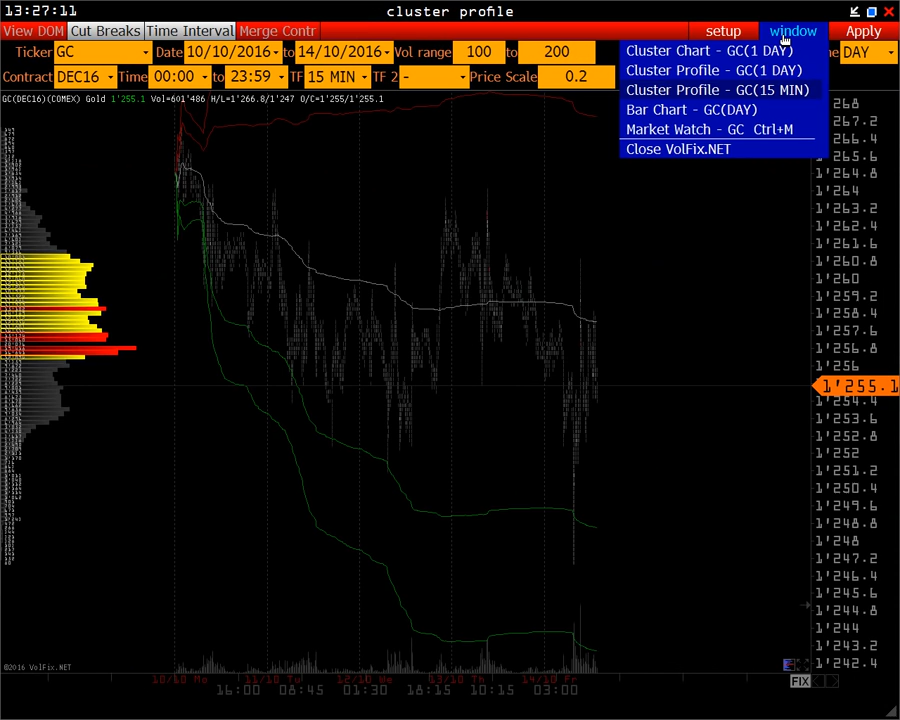 13:27:11 cluster profile
View DOM Cut Breaks Time Interval Merge Contr setup window Apply
Ticker GC Date 10/10/2016 to 14/10/2016 Vol range 100 to 200 DAY
Contract DEC16 Time 00:00 to 23:59 TF 15 MIN TF 2 - Price Scale 0.2
Cluster Chart - GC(1 DAY)
Cluster Profile - GC(1 DAY)
Cluster Profile - GC(15 MIN)
Bar Chart - GC(DAY)
Market Watch - GC Ctrl+M
Close VolFix.NET
GC(DEC16)(COMEX) Gold 1'255.1 Vol=601'486 H/L=1'266.8/1'247 O/C=1'255/1'255.1
268
1'267.2
1'266.4
1'265.6
1'264.8
1'264
1'263.2
1'262.4
1'261.6
1'260.8
1'260
1'259.2
1'258.4
1'257.6
1'256.8
1'256
1'255.1
1'254.4
1'253.6
1'252.8
1'252
1'251.2
1'250.4
1'249.6
1'248.8
1'248
1'247.2
1'246.4
1'245.6
1'244.8
1'244
1'243.2
1'242.4
©2016 VolFix.NET
FIX
10/10 Mo 11/10 Tu 12/10 We 13/10 Th 14/10 Fr
16:00 08:45 01:30 18:15 10:15 03:00